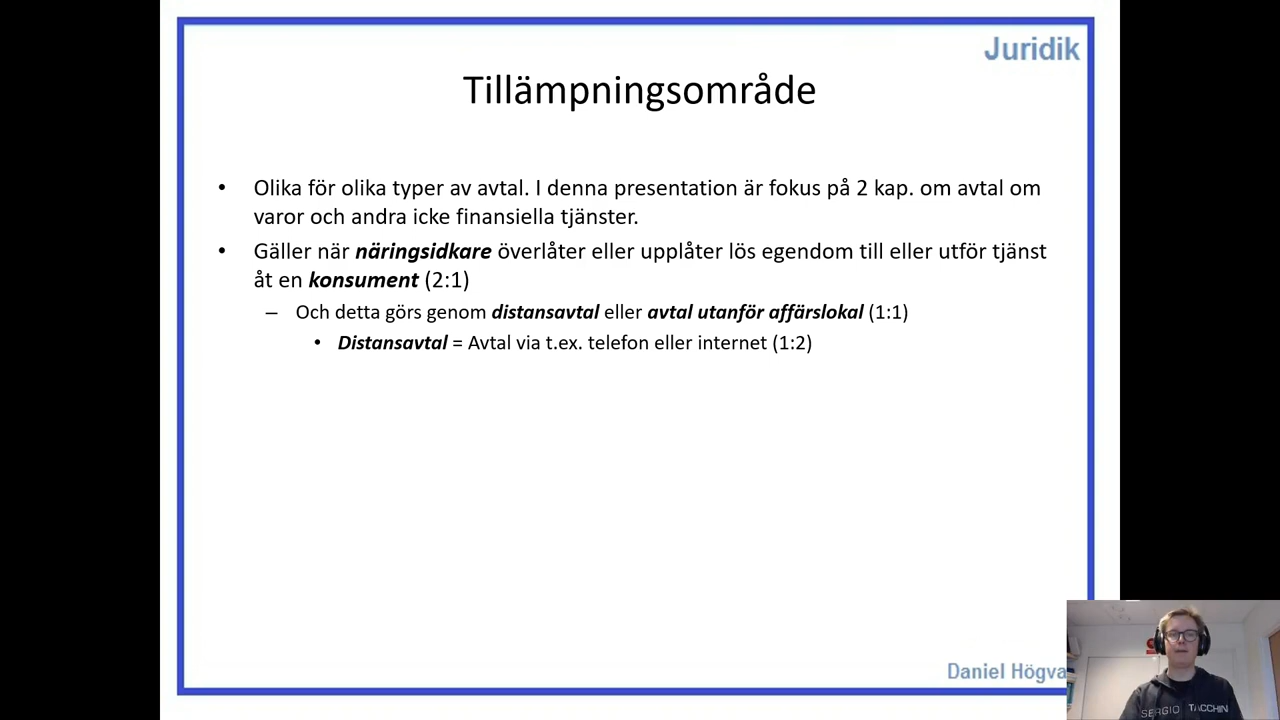 Juridik
Tillämpningsområde
• Olika för olika typer av avtal. I denna presentation är fokus på 2 kap. om avtal om
varor och andra icke finansiella tjänster.
• Gäller när näringsidkare överlåter eller upplåter lös egendom till eller utför tjänst
åt en konsument (2:1)
– Och detta görs genom distansavtal eller avtal utanför affärslokal (1:1)
• Distansavtal = Avtal via t.ex. telefon eller internet (1:2)
Daniel Högva
SERGIO TACCHIN